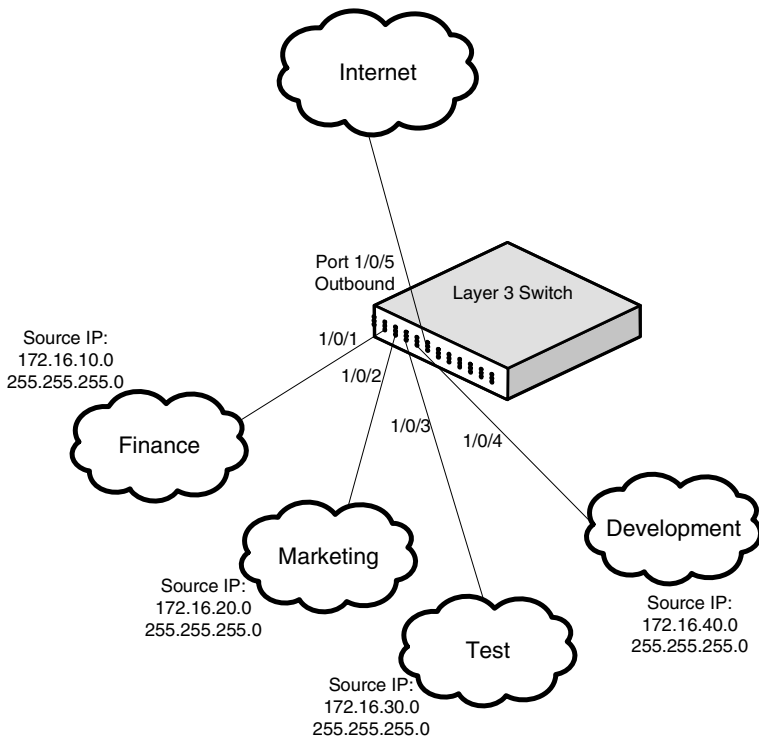 Internet
Port 1/0/5
Outbound
Layer 3 Switch
Source IP:
172.16.10.0
255.255.255.0
1/0/1
1/0/2
1/0/3
1/0/4
Finance
Marketing
Development
Source IP:
172.16.20.0
255.255.255.0
Source IP:
172.16.40.0
255.255.255.0
Test
Source IP:
172.16.30.0
255.255.255.0